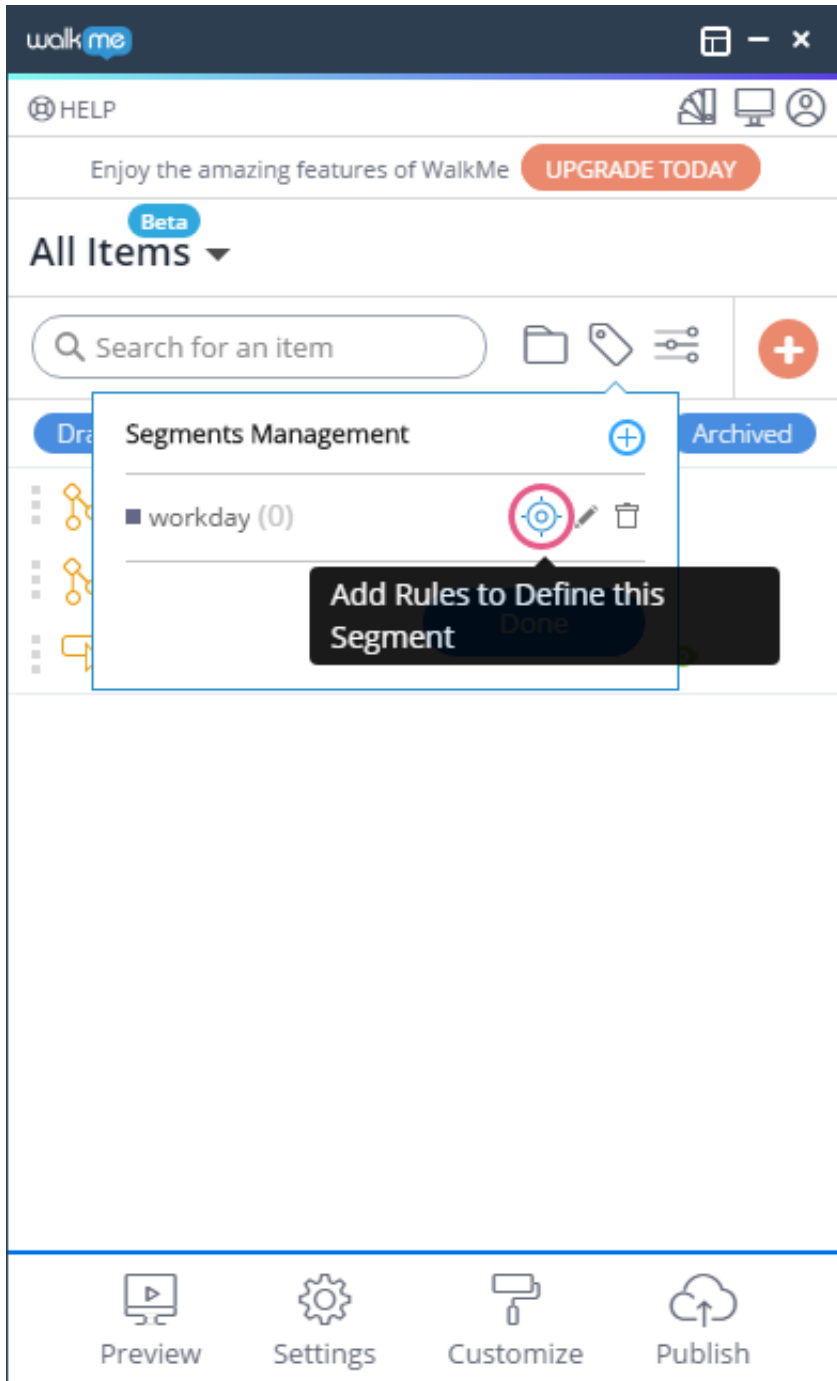 walkme
HELP
Enjoy the amazing features of WalkMe UPGRADE TODAY
Beta
All Items
Search for an item
Dra
Segments Management
Archived
workday (0)
Add Rules to Define this
Segment
Done
Preview Settings Customize Publish